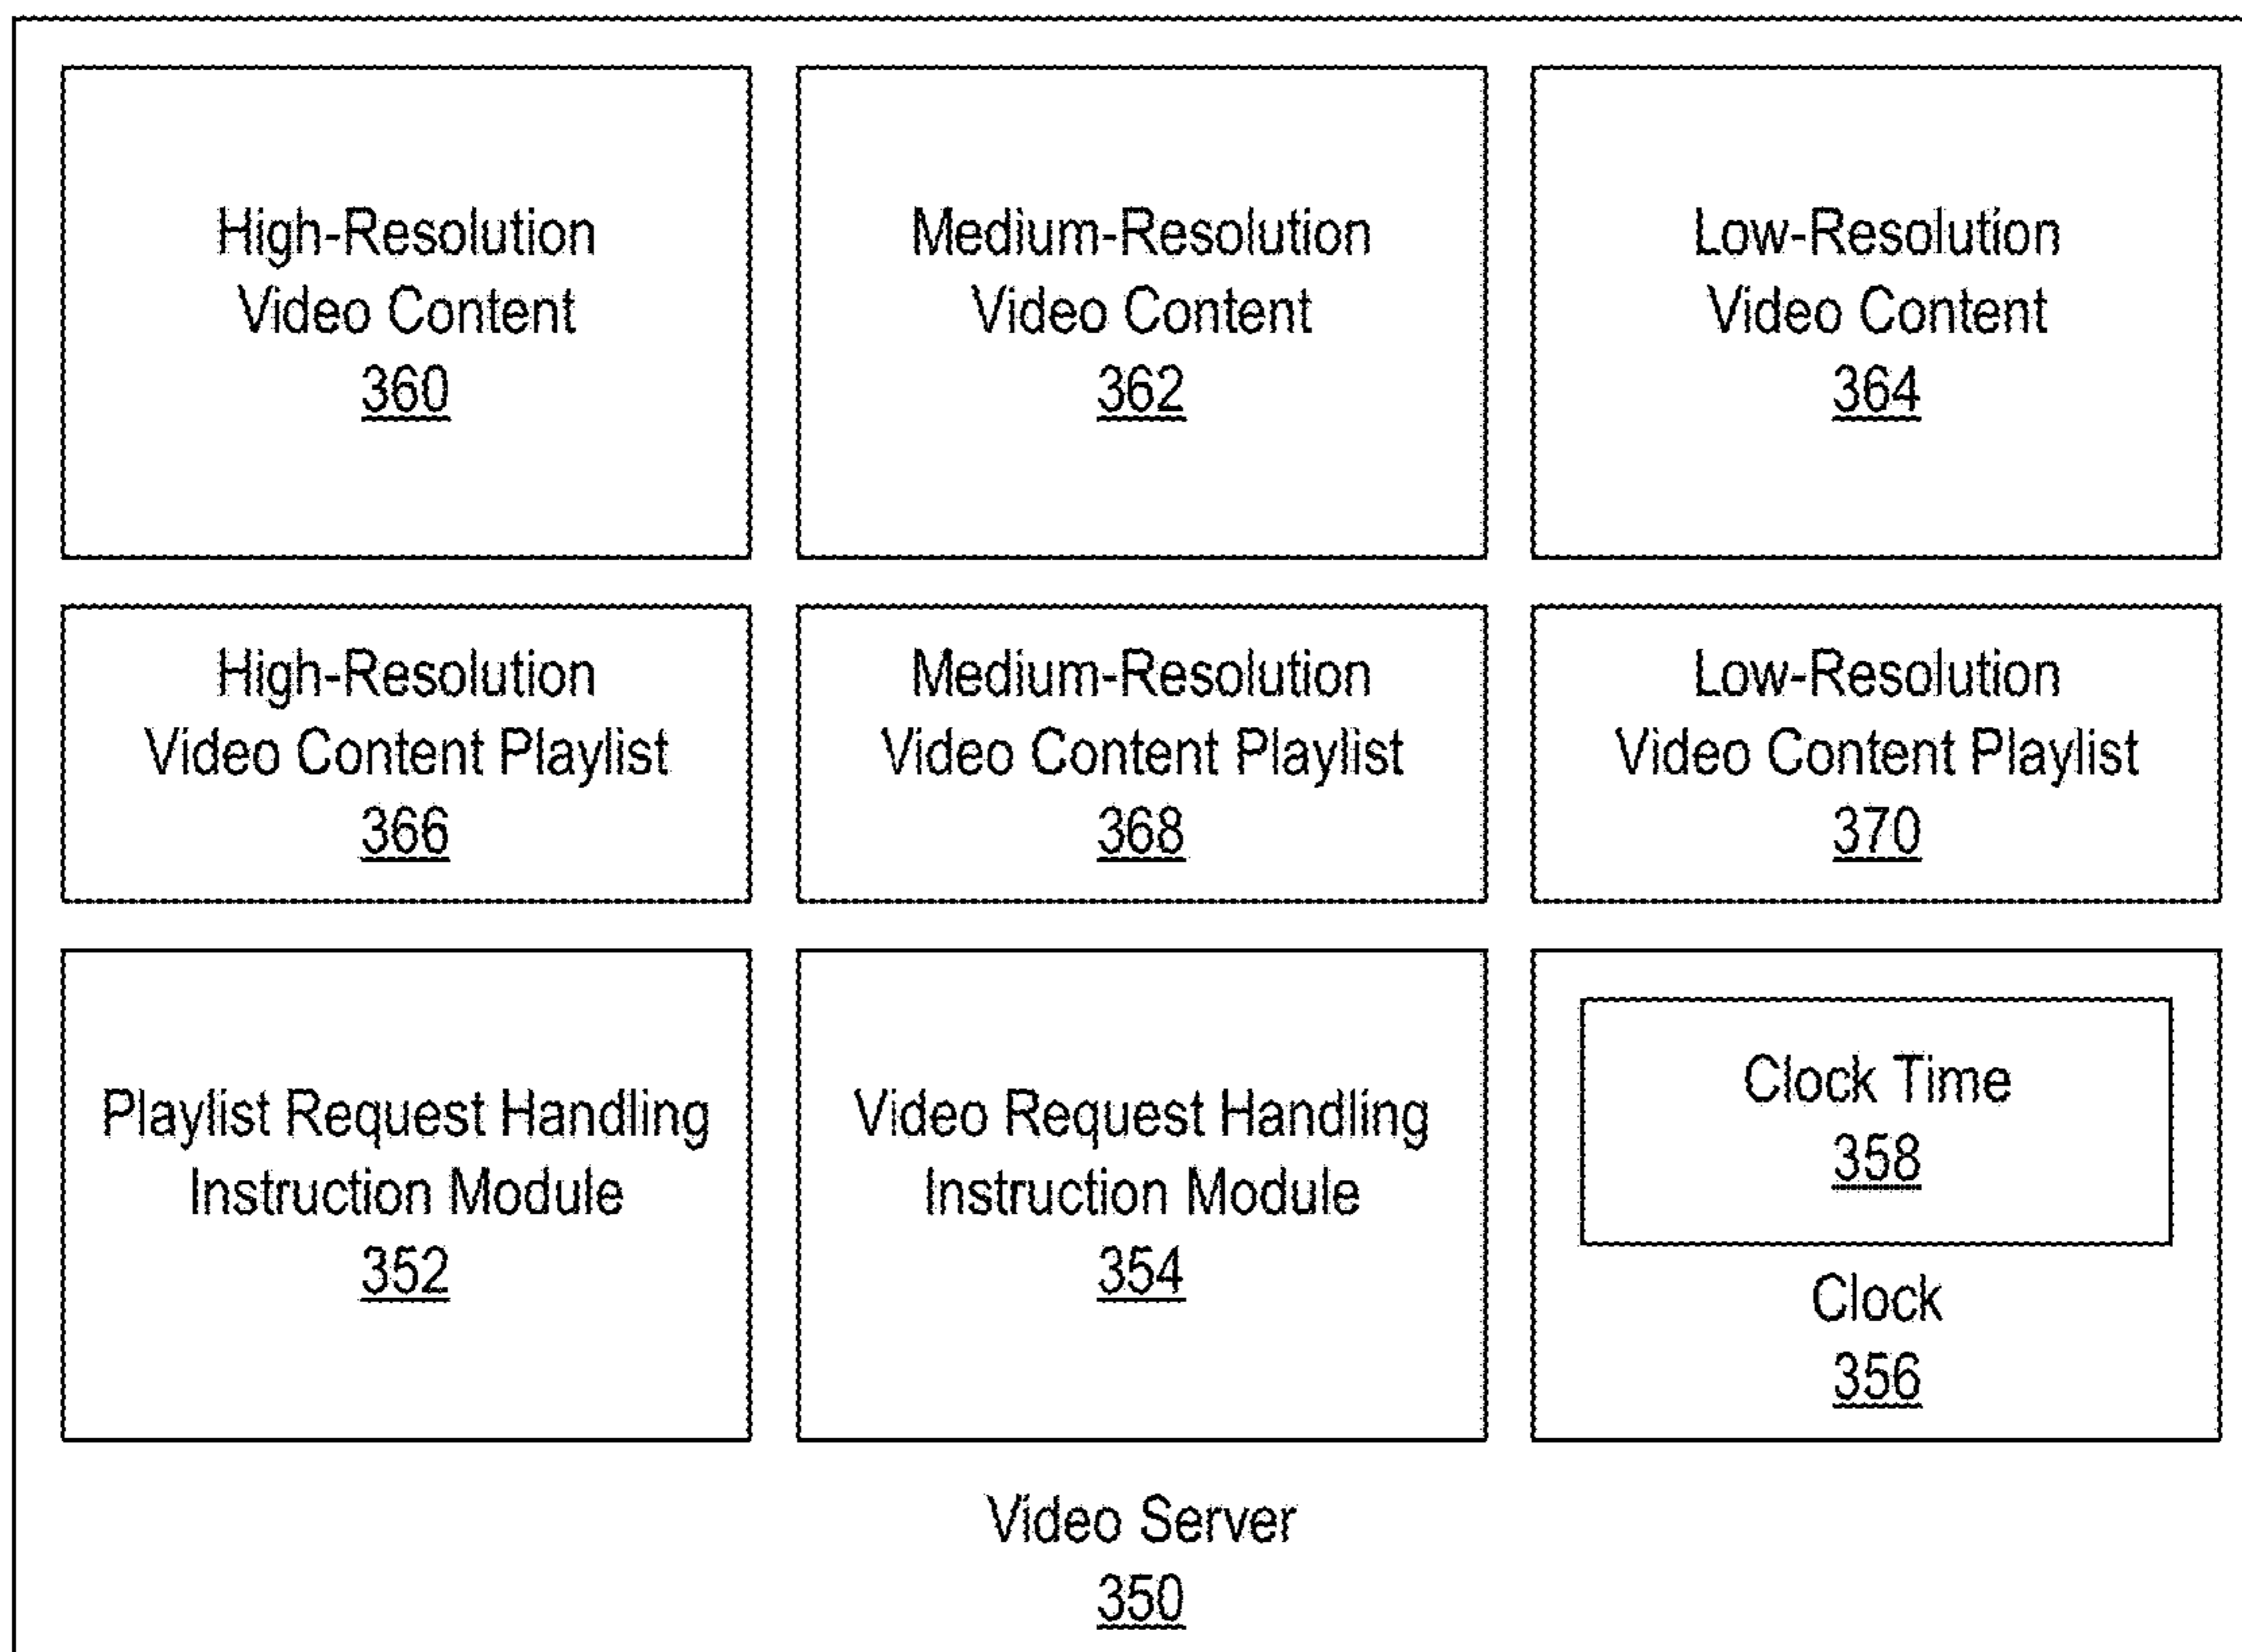 High-Resolution
Video Content
360
Medium-Resolution
Video Content
362
Low-Resolution
Video Content
364
High-Resolution
Video Content Playlist
366
Medium-Resolution
Video Content Playlist
368
Low-Resolution
Video Content Playlist
370
Playlist Request Handling
Instruction Module
352
Video Request Handling
Instruction Module
354
Clock Time
358
Clock
356
Video Server
350